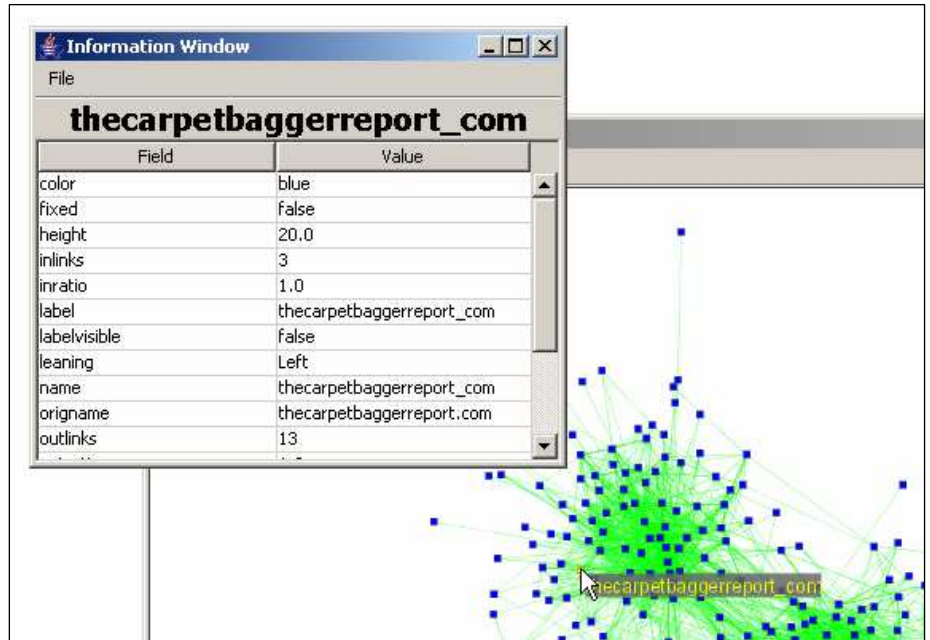 Information Window
File
thecarpetbaggerreport_com
Field Value
color blue
fixed false
height 20.0
inlinks 3
inratio 1.0
label thecarpetbaggerreport_com
labelvisible false
leaning Left
name thecarpetbaggerreport_com
origname thecarpetbaggerreport.com
outlinks 13
hecarpetbaggerreport_com